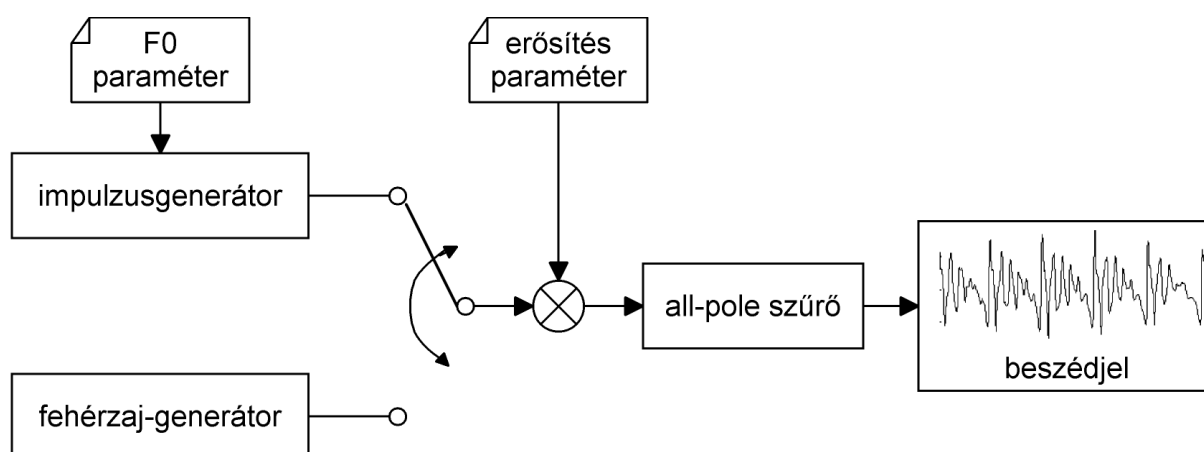 F0
paraméter
erősítés
paraméter
impulzusgenerátor
all-pole szűrő
beszédjel
fehérzaj-generátor